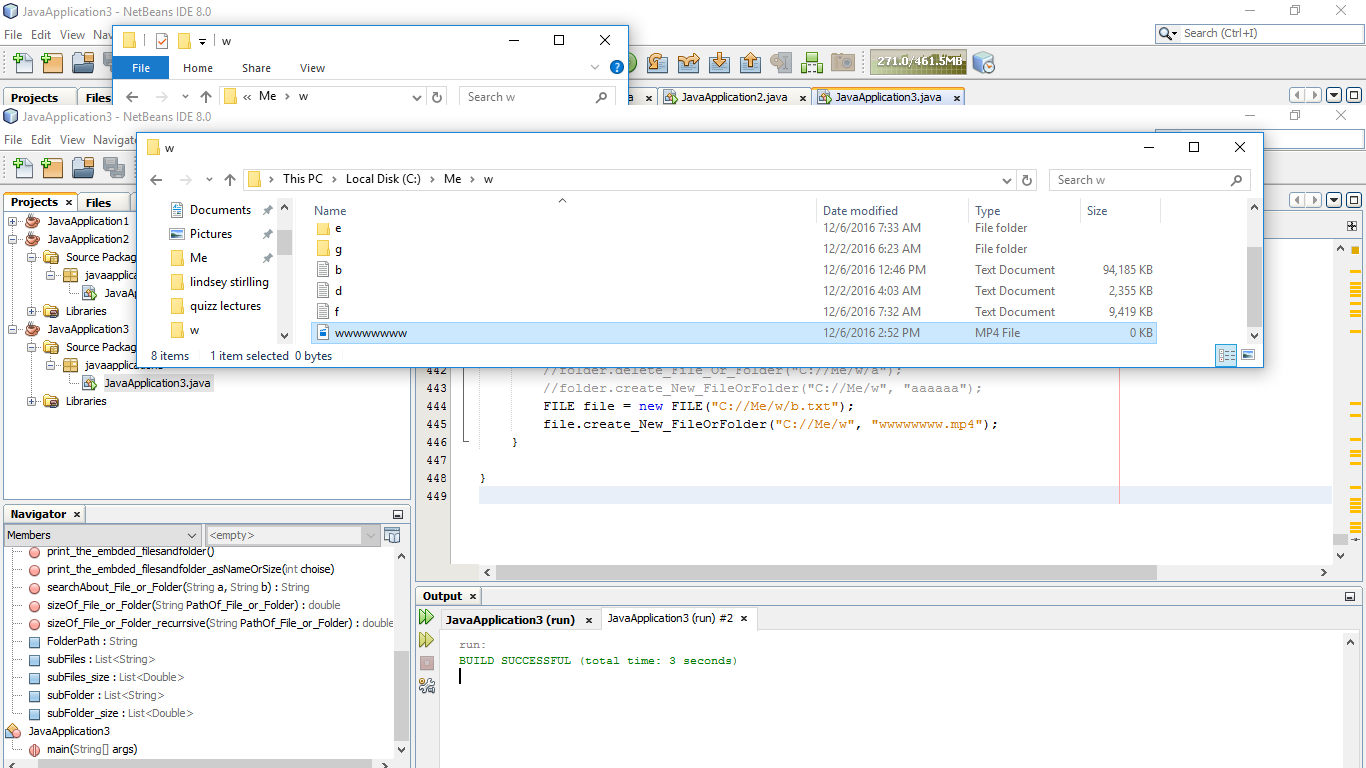 JavaApplication3 - NetBeans IDE 8.0
File Edit View Nav
Search (Ctrl+I)
w
File Home Share View
271.0/461.5MB
« Me > w
Search w
Projects Files
JavaApplication2.java
JavaApplication3.java
JavaApplication3 - NetBeans IDE 8.0
File Edit View Navigat
w
This PC > Local Disk (C:) > Me > w
Search w
Projects Files
Name Date modified Type Size
Documents
Pictures
Me
lindsey stirlling
quizz lectures
w
e 12/6/2016 7:33 AM File folder
g 12/2/2016 6:23 AM File folder
b 12/6/2016 12:46 PM Text Document 94,185 KB
d 12/2/2016 4:03 AM Text Document 2,355 KB
f 12/6/2016 7:32 AM Text Document 9,419 KB
wwwwwwww 12/6/2016 2:52 PM MP4 File 0 KB
8 items 1 item selected 0 bytes
JavaApplication1
JavaApplication2
Source Packag
javaapplic
JavaAp
Libraries
JavaApplication3
Source Packag
javaapplication3
JavaApplication3.java
Libraries
442 //folder.delete_File_Or_Folder("C://Me/w/a");
443 //folder.create_New_FileOrFolder("C://Me/w", "aaaaaa");
444 FILE file = new FILE("C://Me/w/b.txt");
445 file.create_New_FileOrFolder("C://Me/w", "wwwwwwww.mp4");
446 }
447
448 }
449
Navigator
Members <empty>
print_the_embded_filesandfolder()
print_the_embded_filesandfolder_asNameOrSize(int choise)
searchAbout_File_or_Folder(String a, String b) : String
sizeOf_File_or_Folder(String PathOf_File_or_Folder) : double
sizeOf_File_or_Folder_recurrsive(String PathOf_File_or_Folder) : double
FolderPath : String
subFiles : List<String>
subFiles_size : List<Double>
subFolder : List<String>
subFolder_size : List<Double>
JavaApplication3
main(String[] args)
Output
JavaApplication3 (run) JavaApplication3 (run) #2
run:
BUILD SUCCESSFUL (total time: 3 seconds)